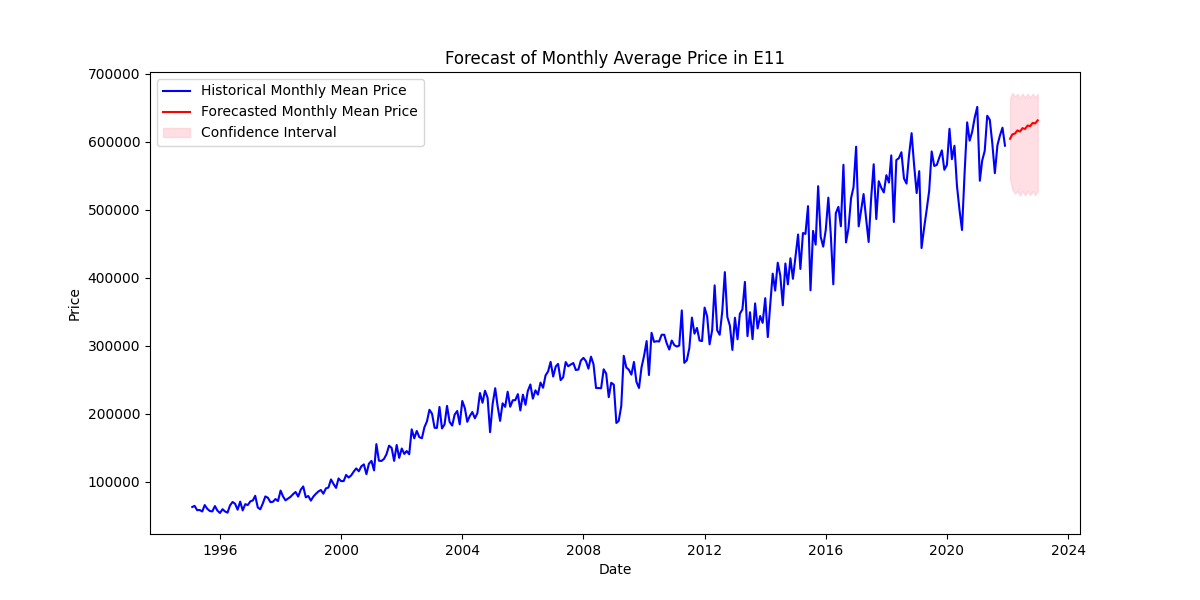 Forecast of Monthly Average Price in E11
700000
600000
500000
400000
300000
200000
100000
Price
Historical Monthly Mean Price
Forecasted Monthly Mean Price
Confidence Interval
1996
2000
2004
2008
2012
2016
2020
2024
Date